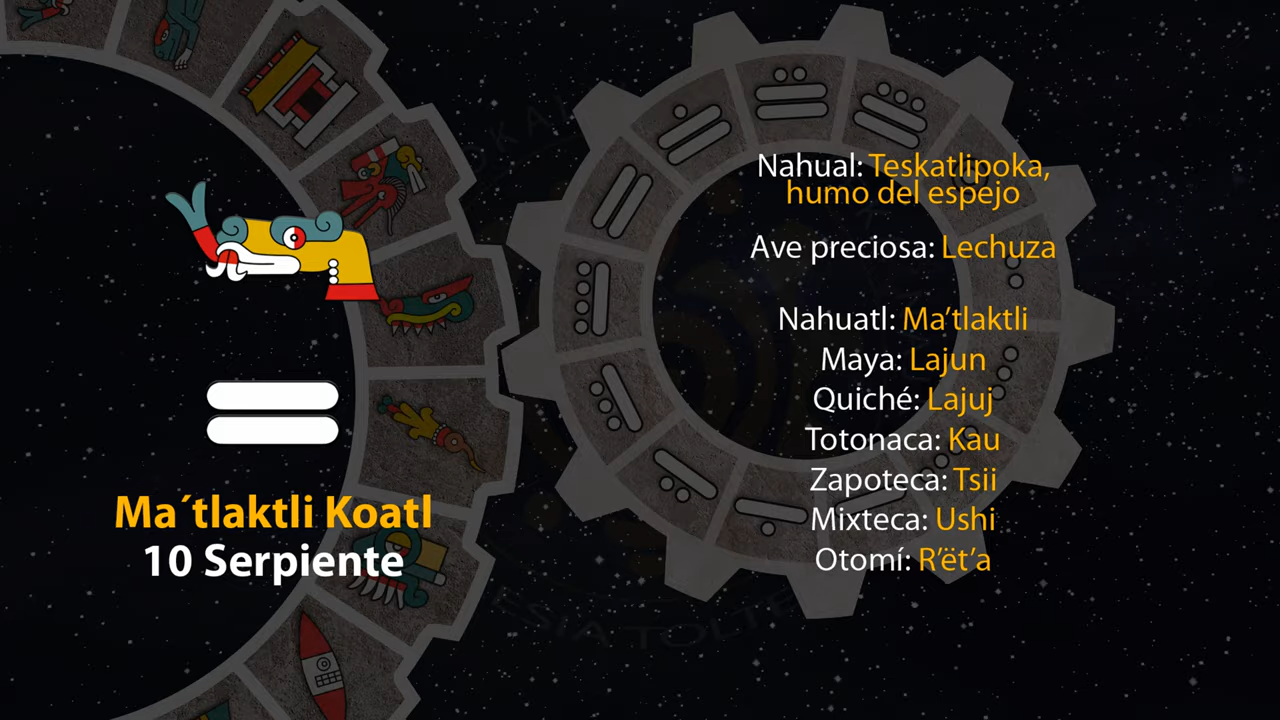 Ma´tlaktli Koatl
10 Serpiente
Nahual: Teskatlipoka,
humo del espejo
Ave preciosa: Lechuza
Nahuatl: Ma’tlaktli
Maya: Lajun
Quiché: Lajuj
Totonaca: Kau
Zapoteca: Tsii
Mixteca: Ushi
Otomí: R’ët’a